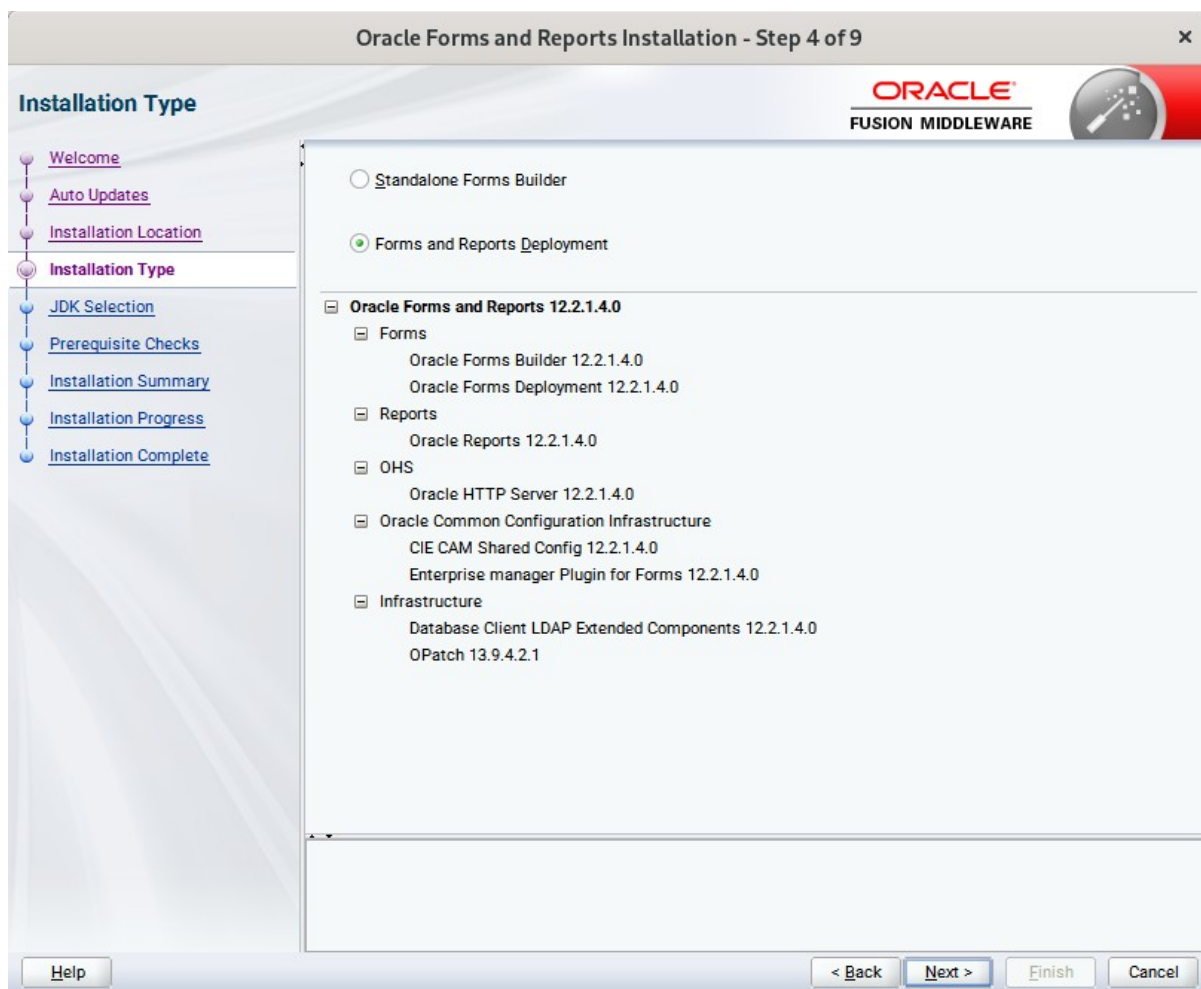 Oracle Forms and Reports Installation - Step 4 of 9
×
Installation Type
ORACLE
FUSION MIDDLEWARE
Welcome
Auto Updates
Installation Location
Installation Type
JDK Selection
Prerequisite Checks
Installation Summary
Installation Progress
Installation Complete
Standalone Forms Builder
Forms and Reports Deployment
Oracle Forms and Reports 12.2.1.4.0
Forms
Oracle Forms Builder 12.2.1.4.0
Oracle Forms Deployment 12.2.1.4.0
Reports
Oracle Reports 12.2.1.4.0
OHS
Oracle HTTP Server 12.2.1.4.0
Oracle Common Configuration Infrastructure
CIE CAM Shared Config 12.2.1.4.0
Enterprise manager Plugin for Forms 12.2.1.4.0
Infrastructure
Database Client LDAP Extended Components 12.2.1.4.0
OPatch 13.9.4.2.1
Help
< Back
Next >
Finish
Cancel